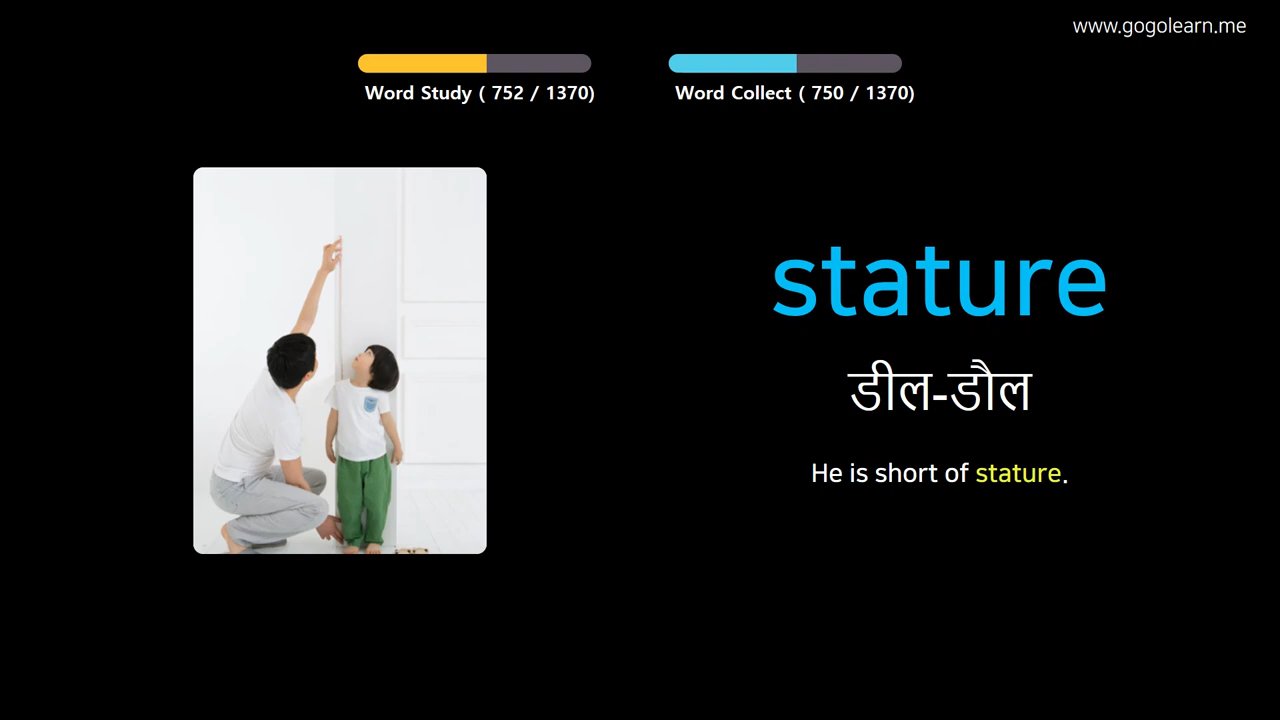 www.gogolearn.me
Word Study ( 752 / 1370)
Word Collect ( 750 / 1370)
stature
डील-डौल
He is short of stature.